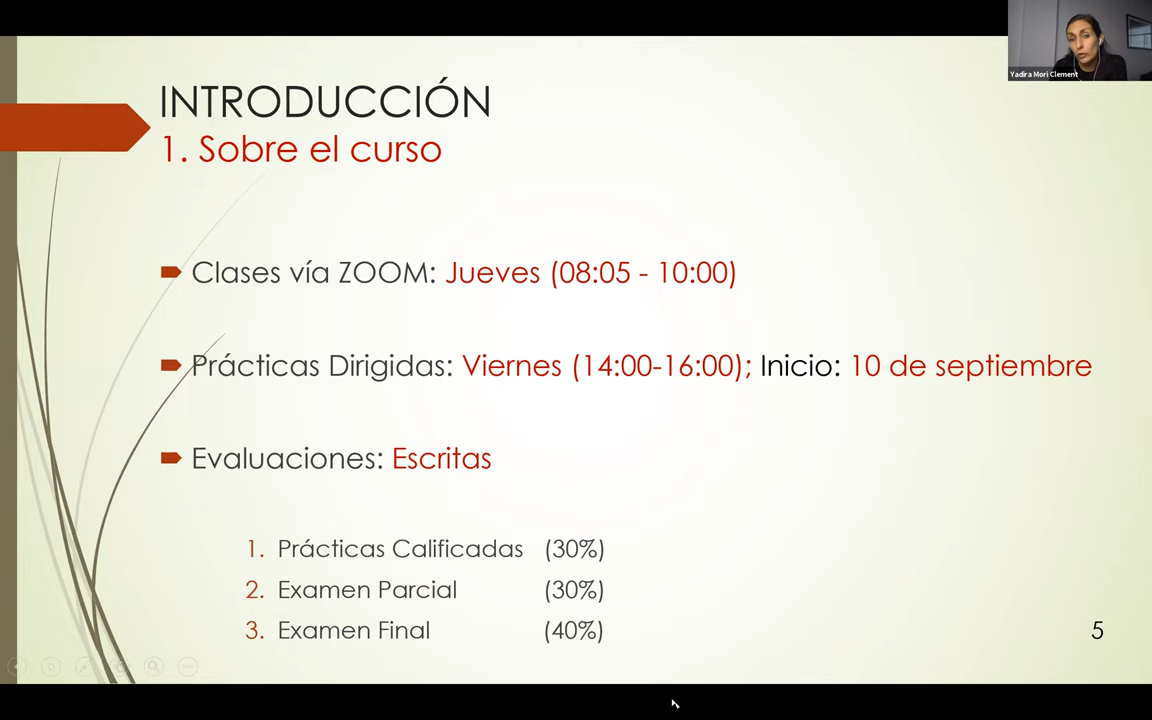 Yadira Mori Clement
INTRODUCCIÓN
1. Sobre el curso
Clases vía ZOOM: Jueves (08:05 - 10:00)
Prácticas Dirigidas: Viernes (14:00-16:00); Inicio: 10 de septiembre
Evaluaciones: Escritas
1. Prácticas Calificadas (30%)
2. Examen Parcial (30%)
3. Examen Final (40%)
5